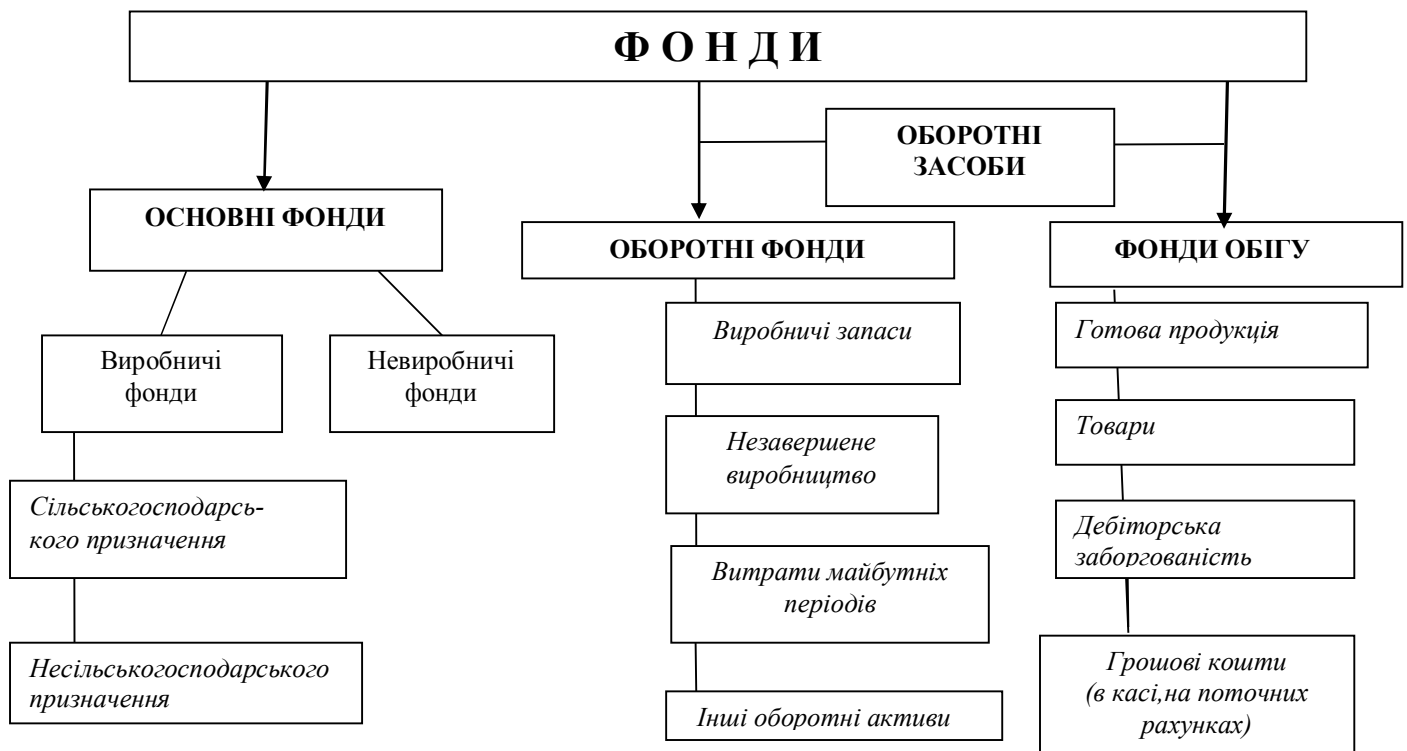 Ф О Н Д И
ОБОРОТНІ
ЗАСОБИ
ОСНОВНІ ФОНДИ
ОБОРОТНІ ФОНДИ
ФОНДИ ОБІГУ
Виробничі
фонди
Невиробничі
фонди
Сільськогосподарсь-
кого призначення
Несільськогосподарського
призначення
Виробничі запаси
Незавершене
виробництво
Витрати майбутніх
періодів
Інші оборотні активи
Готова продукція
Товари
Дебіторська
заборгованість
Грошові кошти
(в касі,на поточних
рахунках)